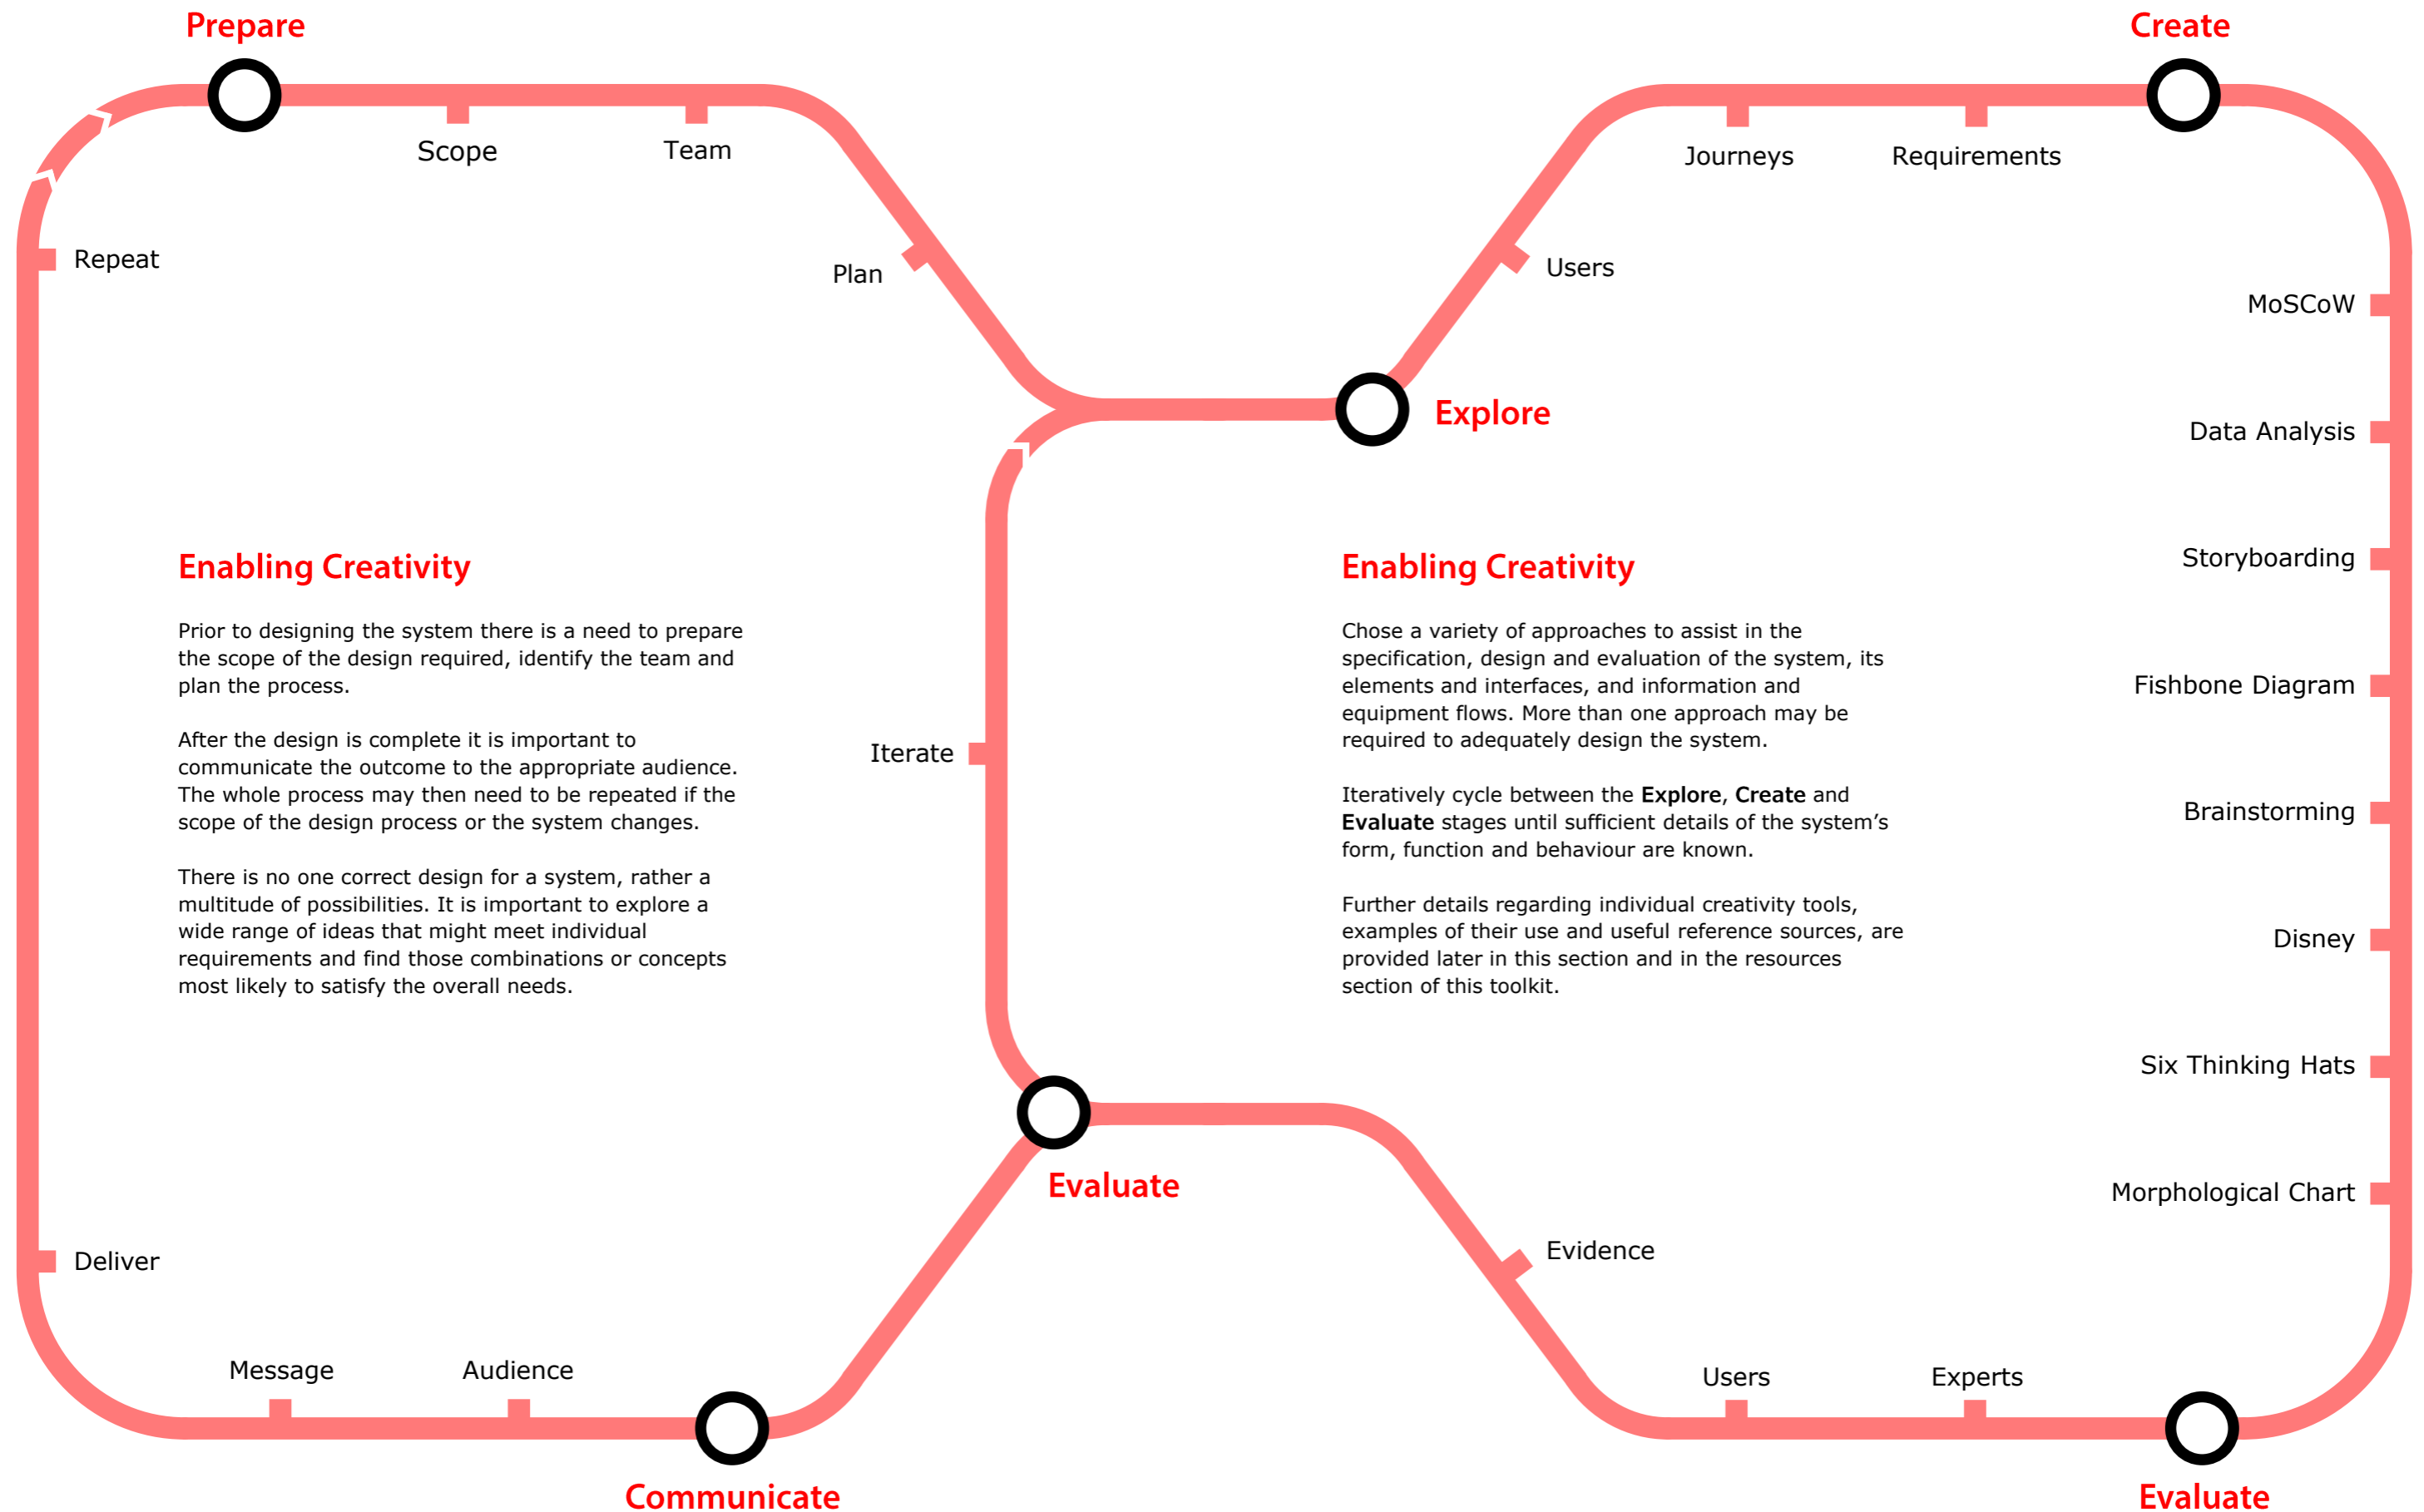 Prepare
Create
Scope
Team
Journeys
Requirements
Repeat
Plan
Users
MoSCoW
Explore
Data Analysis
Storyboarding
Fishbone Diagram
Brainstorming
Disney
Six Thinking Hats
Morphological Chart
Enabling Creativity
Prior to designing the system there is a need to prepare
the scope of the design required, identify the team and
plan the process.
After the design is complete it is important to
communicate the outcome to the appropriate audience.
The whole process may then need to be repeated if the
scope of the design process or the system changes.
There is no one correct design for a system, rather a
multitude of possibilities. It is important to explore a
wide range of ideas that might meet individual
requirements and find those combinations or concepts
most likely to satisfy the overall needs.
Iterate
Enabling Creativity
Chose a variety of approaches to assist in the
specification, design and evaluation of the system, its
elements and interfaces, and information and
equipment flows. More than one approach may be
required to adequately design the system.
Iteratively cycle between the Explore, Create and
Evaluate stages until sufficient details of the system’s
form, function and behaviour are known.
Further details regarding individual creativity tools,
examples of their use and useful reference sources, are
provided later in this section and in the resources
section of this toolkit.
Evaluate
Deliver
Evidence
Message
Audience
Users
Experts
Communicate
Evaluate